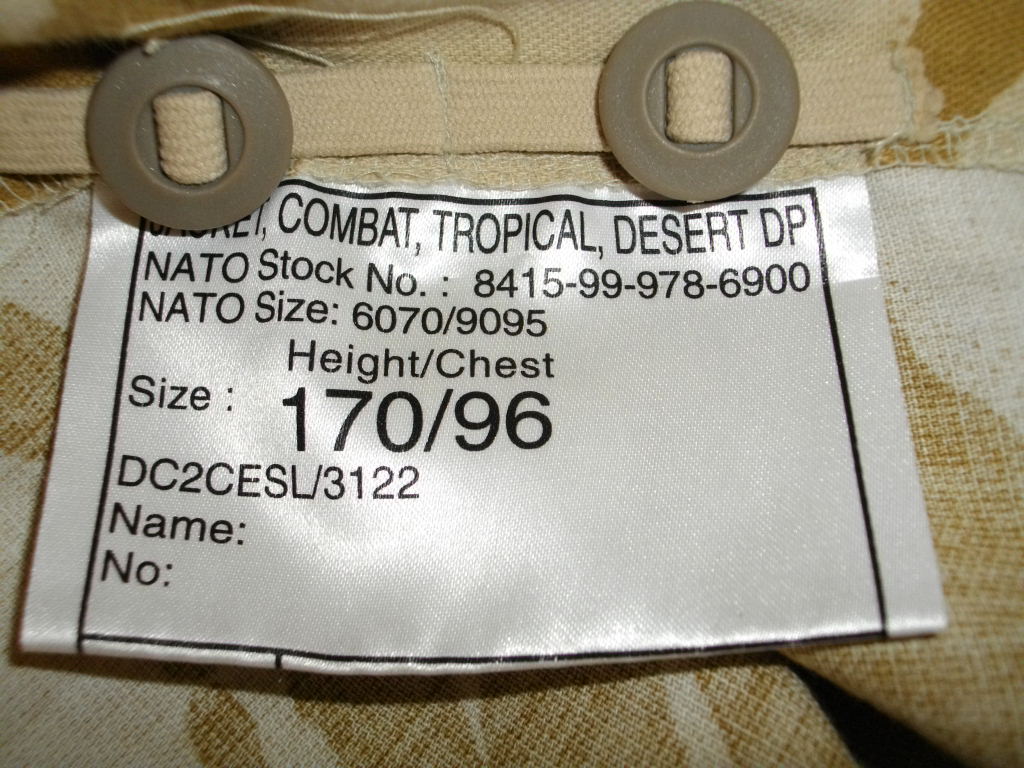 JACKET, COMBAT, TROPICAL, DESERT DP
NATO Stock No. : 8415-99-978-6900
NATO Size: 6070/9095
Height/Chest
Size : 170/96
DC2CESL/3122
Name:
No: